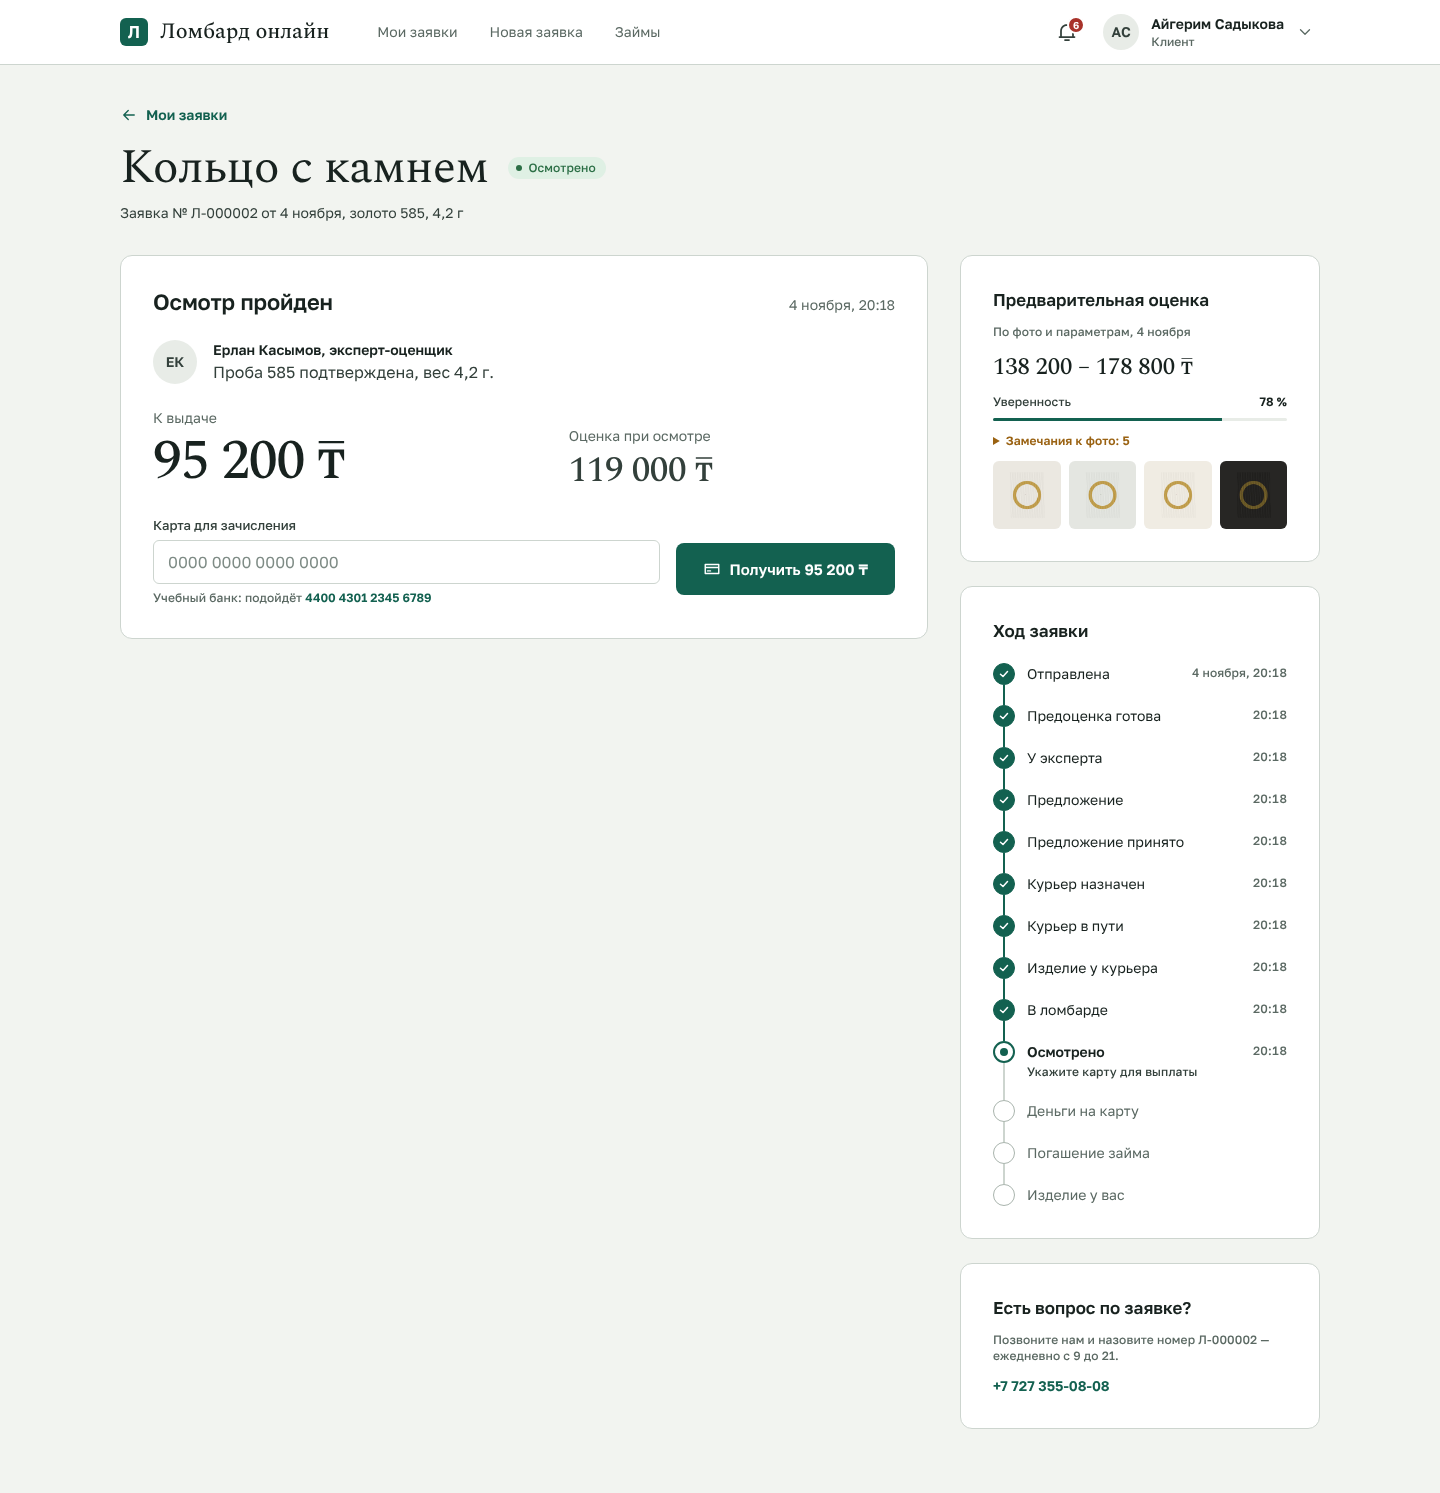 Л Ломбард онлайн
Мои заявки
Новая заявка
Займы
6
АС
Айгерим Садыкова
Клиент
Мои заявки
Кольцо с камнем
Осмотрено
Заявка № Л-000002 от 4 ноября, золото 585, 4,2 г
Осмотр пройден
4 ноября, 20:18
ЕК
Ерлан Касымов, эксперт-оценщик
Проба 585 подтверждена, вес 4,2 г.
К выдаче
95 200 ₸
Оценка при осмотре
119 000 ₸
Карта для зачисления
0000 0000 0000 0000
Получить 95 200 ₸
Учебный банк: подойдёт 4400 4301 2345 6789
Предварительная оценка
По фото и параметрам, 4 ноября
138 200 – 178 800 ₸
Уверенность
78 %
Замечания к фото: 5
Ход заявки
Отправлена
4 ноября, 20:18
Предоценка готова
20:18
У эксперта
20:18
Предложение
20:18
Предложение принято
20:18
Курьер назначен
20:18
Курьер в пути
20:18
Изделие у курьера
20:18
В ломбарде
20:18
Осмотрено
20:18
Укажите карту для выплаты
Деньги на карту
Погашение займа
Изделие у вас
Есть вопрос по заявке?
Позвоните нам и назовите номер Л-000002 —
ежедневно с 9 до 21.
+7 727 355-08-08